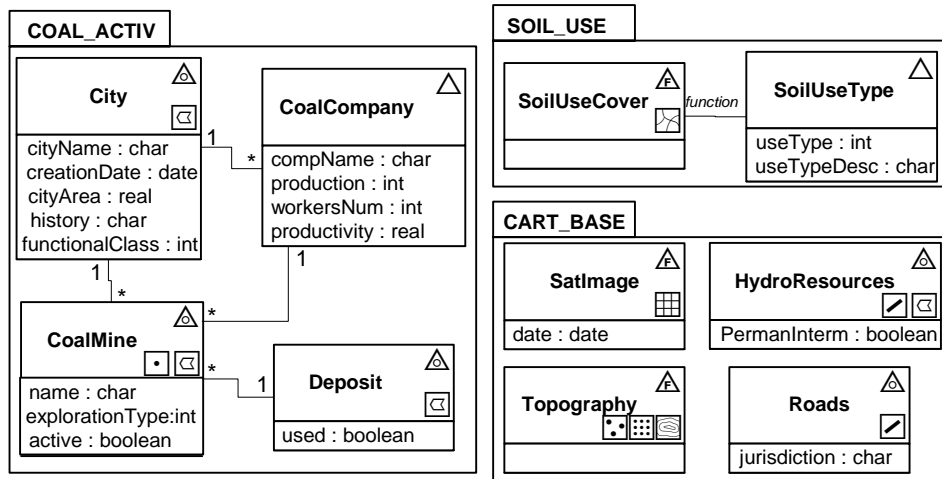 COAL_ACTIV
City
cityName : char
creationDate : date
cityArea : real
history : char
functionalClass : int
CoalCompany
compName : char
production : int
workersNum : int
productivity : real
1
*
1
*
1
*
CoalMine
name : char
explorationType:int
active : boolean
*
1
Deposit
used : boolean
SOIL_USE
SoilUseCover
function
SoilUseType
useType : int
useTypeDesc : char
CART_BASE
F
SatImage
date : date
HydroResources
PermanInterm : boolean
F
Topography
Roads
jurisdiction : char
F